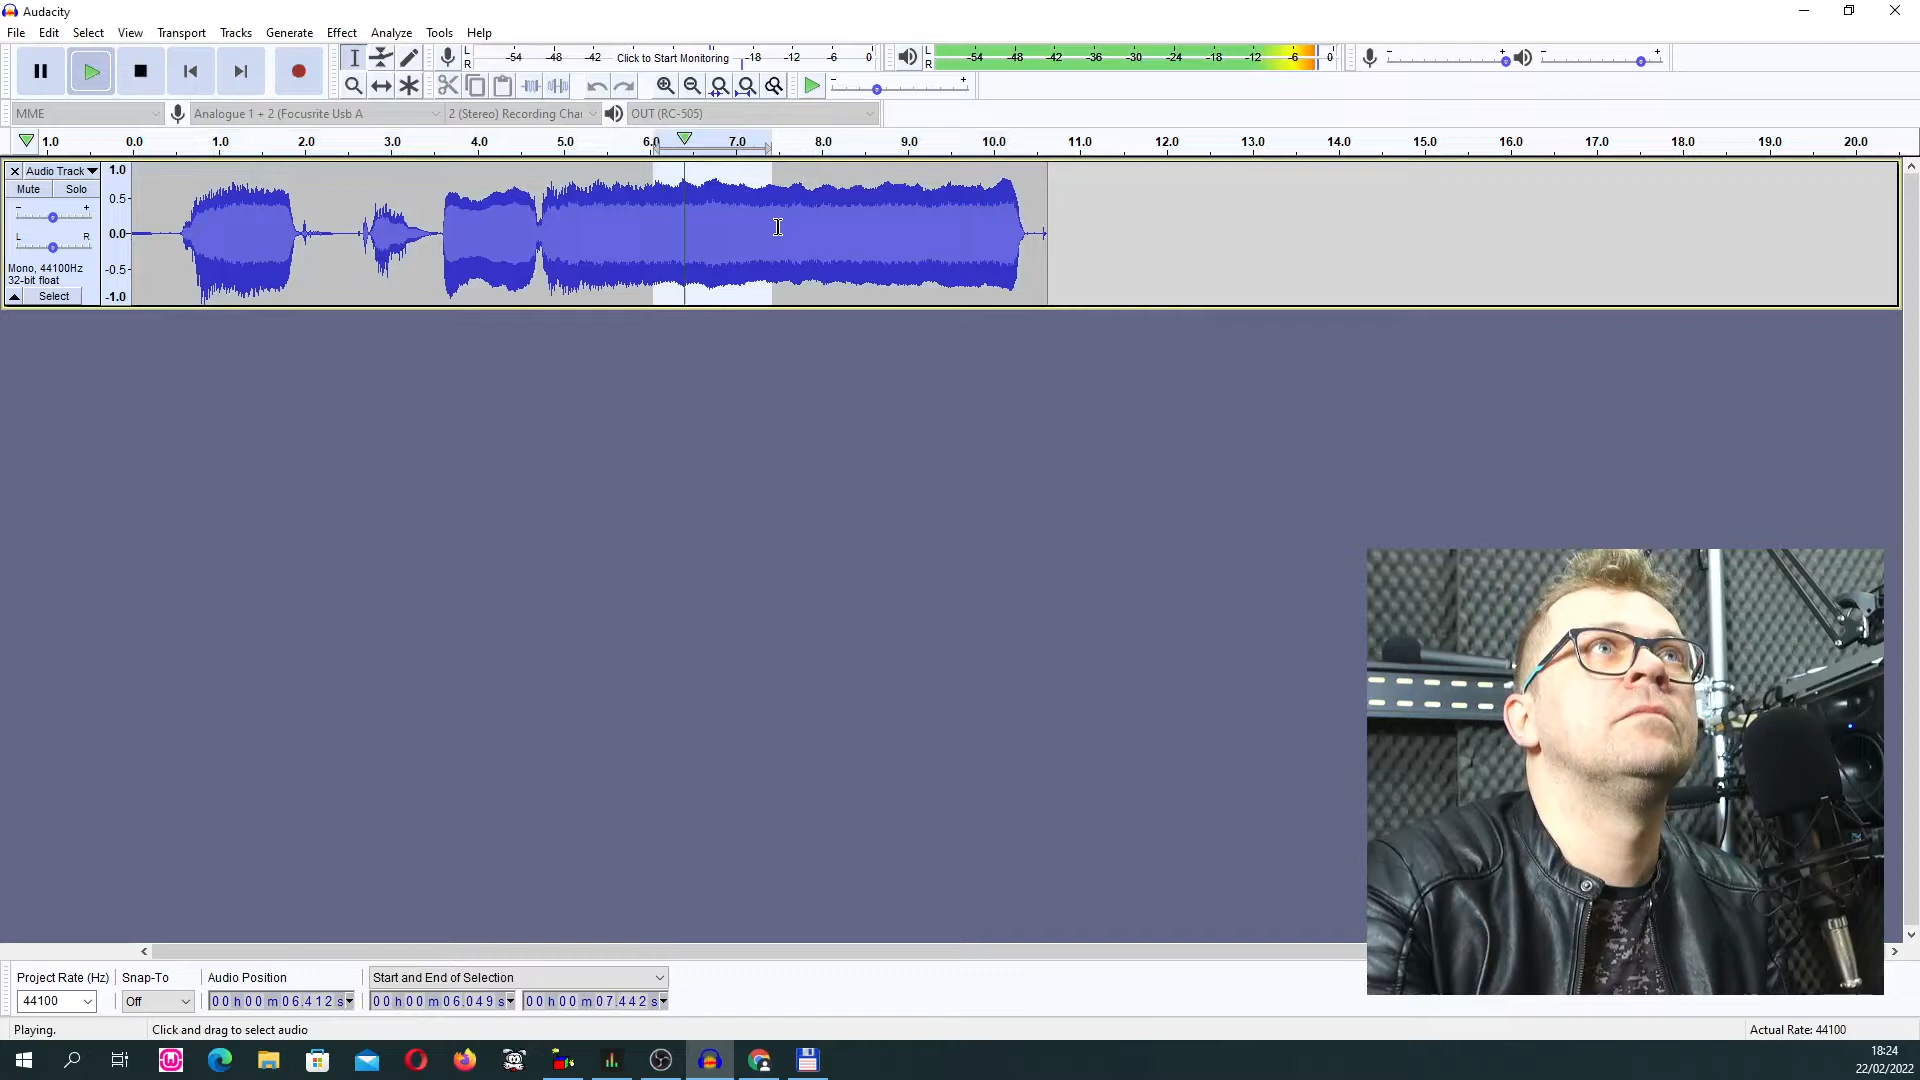 Audacity
File Edit Select View Transport Tracks Generate Effect Analyze Tools Help
L R -54 -48 -42 Click to Start Monitoring -18 -12 -6 0 L R -54 -48 -42 -36 -30 -24 -18 -12 -6 0 - + - +
- +
MME Analogue 1 + 2 (Focusrite Usb A 2 (Stereo) Recording Chai OUT (RC-505)
1.0 0.0 1.0 2.0 3.0 4.0 5.0 6.0 7.0 8.0 9.0 10.0 11.0 12.0 13.0 14.0 15.0 16.0 17.0 18.0 19.0 20.0
Audio Track 1.0
Mute Solo
0.5
- +
0.0
L R
Mono, 44100Hz -0.5
32-bit float
Select -1.0
Project Rate (Hz) Snap-To Audio Position Start and End of Selection
44100 Off 00 h 00 m 06.412 s 00 h 00 m 06.049 s 00 h 00 m 07.442 s
Playing. Click and drag to select audio Actual Rate: 44100
18:24
22/02/2022